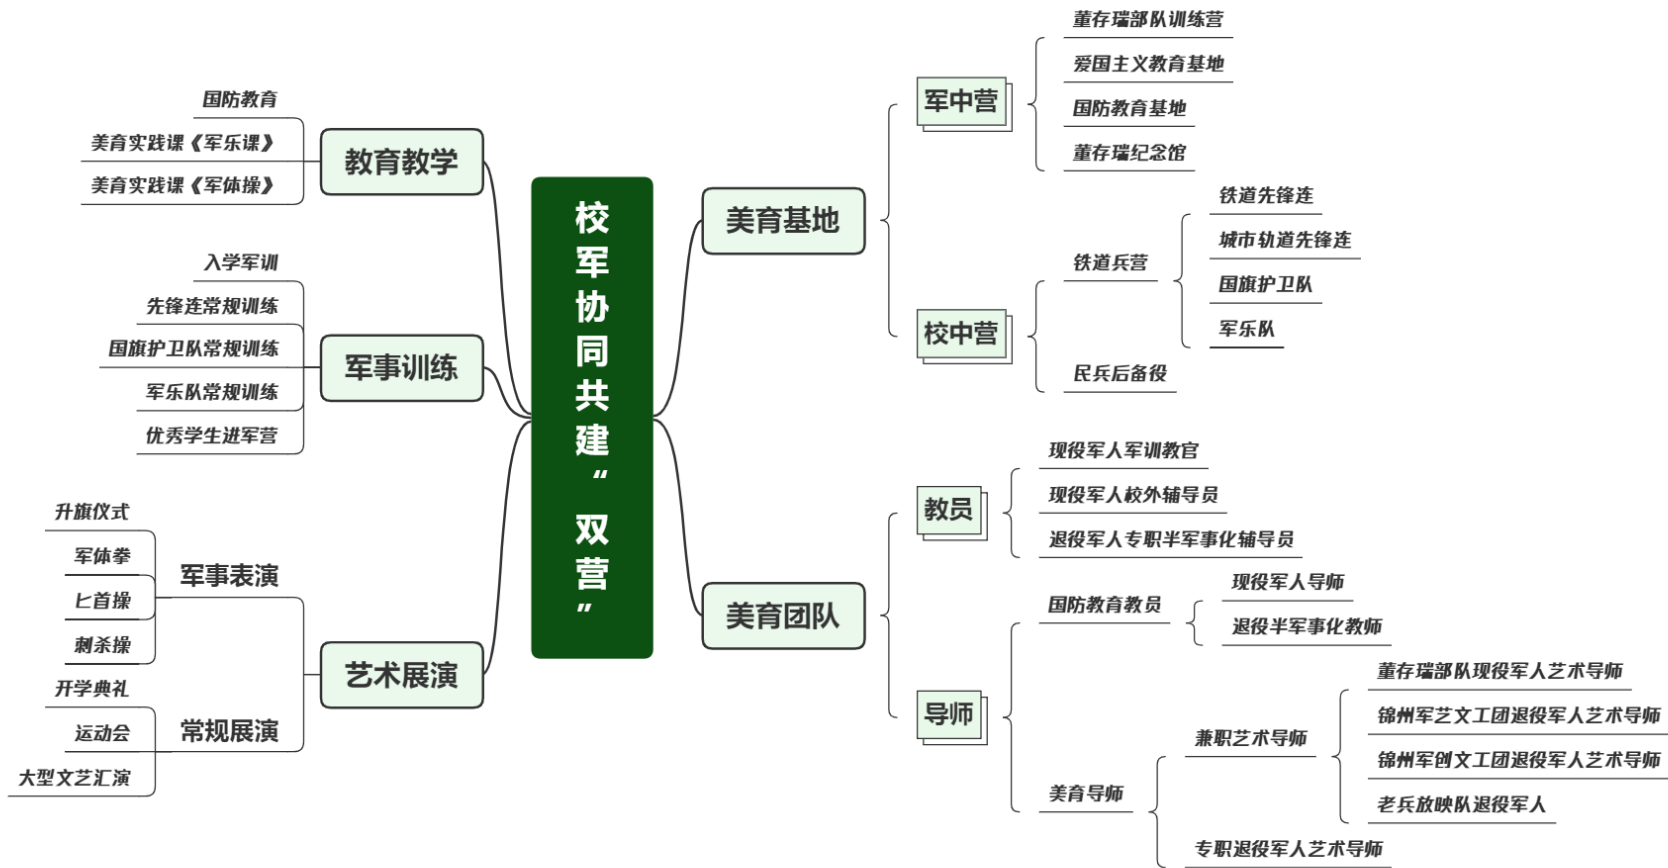 校军协同共建“双营”
教育教学
国防教育
美育实践课《军乐课》
美育实践课《军体操》
军事训练
入学军训
先锋连常规训练
国旗护卫队常规训练
军乐队常规训练
优秀学生进军营
艺术展演
军事表演
升旗仪式
军体拳
匕首操
刺杀操
常规展演
开学典礼
运动会
大型文艺汇演
美育基地
军中营
董存瑞部队训练营
爱国主义教育基地
国防教育基地
董存瑞纪念馆
校中营
铁道兵营
铁道先锋连
城市轨道先锋连
国旗护卫队
军乐队
民兵后备役
美育团队
教员
现役军人军训教官
现役军人校外辅导员
退役军人专职半军事化辅导员
导师
国防教育教员
现役军人导师
退役半军事化教师
美育导师
兼职艺术导师
董存瑞部队现役军人艺术导师
锦州军艺文工团退役军人艺术导师
锦州军创文工团退役军人艺术导师
老兵放映队退役军人
专职退役军人艺术导师